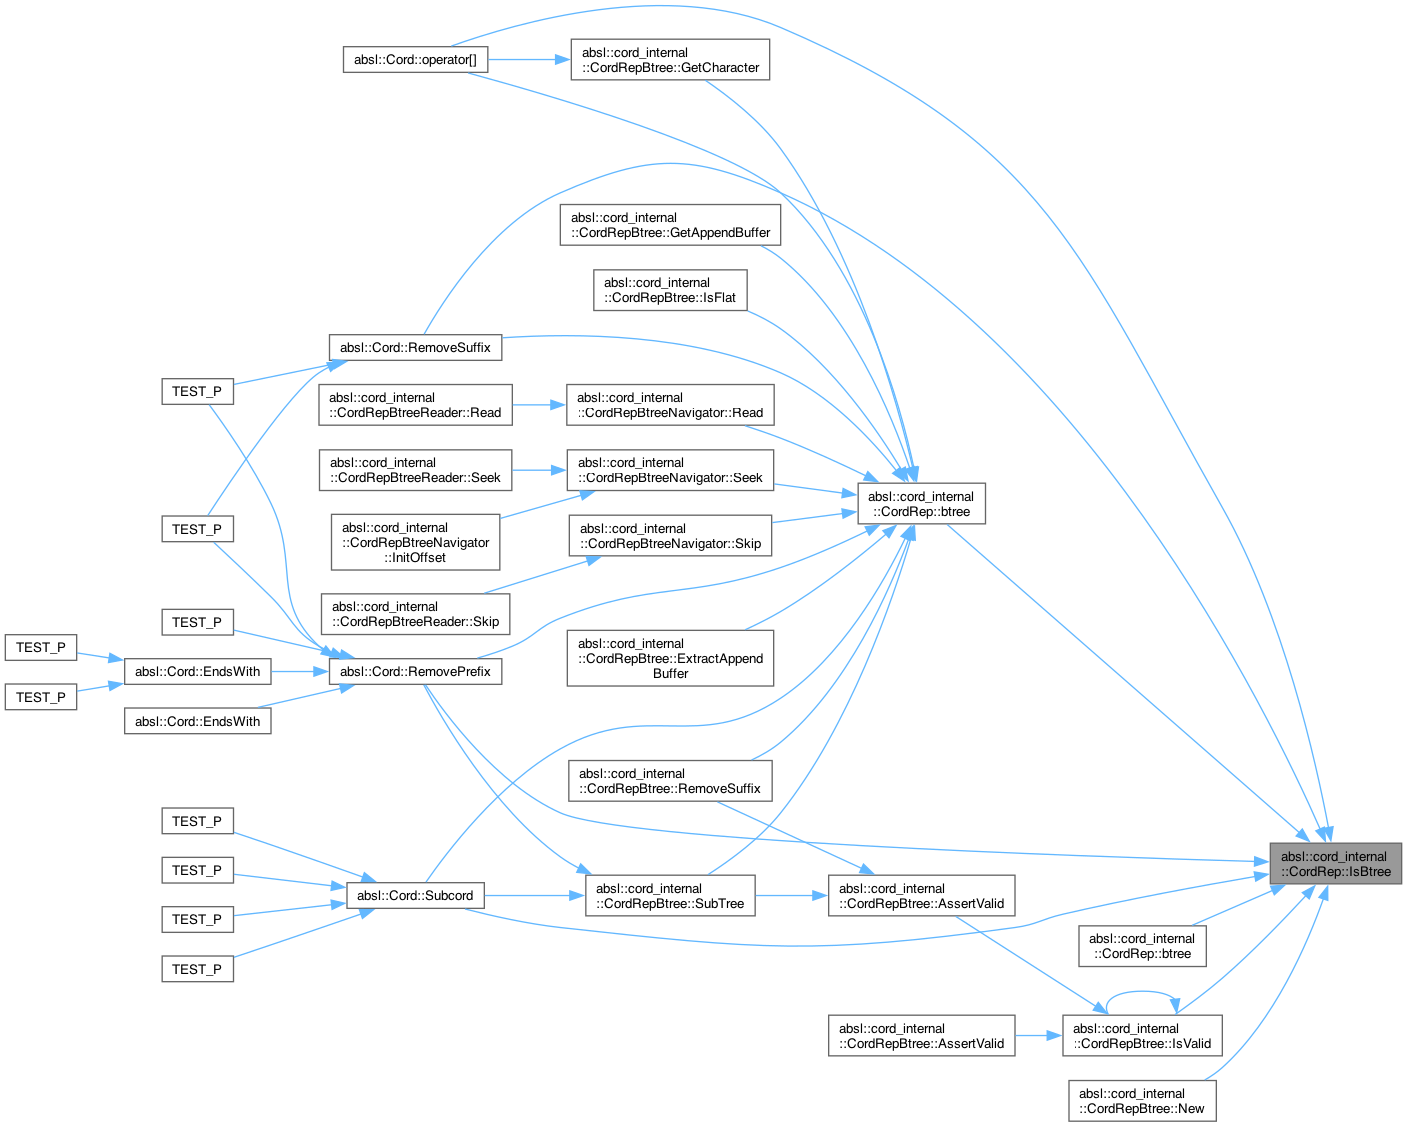 absl::Cord::operator[]
absl::cord_internal
::CordRepBtree::GetCharacter
absl::cord_internal
::CordRepBtree::GetAppendBuffer
absl::cord_internal
::CordRepBtree::IsFlat
absl::Cord::RemoveSuffix
TEST_P
absl::cord_internal
::CordRepBtreeReader::Read
absl::cord_internal
::CordRepBtreeNavigator::Read
absl::cord_internal
::CordRepBtreeReader::Seek
absl::cord_internal
::CordRepBtreeNavigator::Seek
absl::cord_internal
::CordRep::btree
TEST_P
absl::cord_internal
::CordRepBtreeNavigator
::InitOffset
absl::cord_internal
::CordRepBtreeNavigator::Skip
absl::cord_internal
::CordRepBtreeReader::Skip
TEST_P
TEST_P
absl::Cord::EndsWith
absl::Cord::RemovePrefix
absl::cord_internal
::CordRepBtree::ExtractAppend
Buffer
TEST_P
absl::Cord::EndsWith
absl::cord_internal
::CordRepBtree::RemoveSuffix
TEST_P
TEST_P
absl::Cord::Subcord
absl::cord_internal
::CordRepBtree::SubTree
absl::cord_internal
::CordRepBtree::AssertValid
absl::cord_internal
::CordRep::IsBtree
TEST_P
TEST_P
absl::cord_internal
::CordRep::btree
absl::cord_internal
::CordRepBtree::AssertValid
absl::cord_internal
::CordRepBtree::IsValid
absl::cord_internal
::CordRepBtree::New